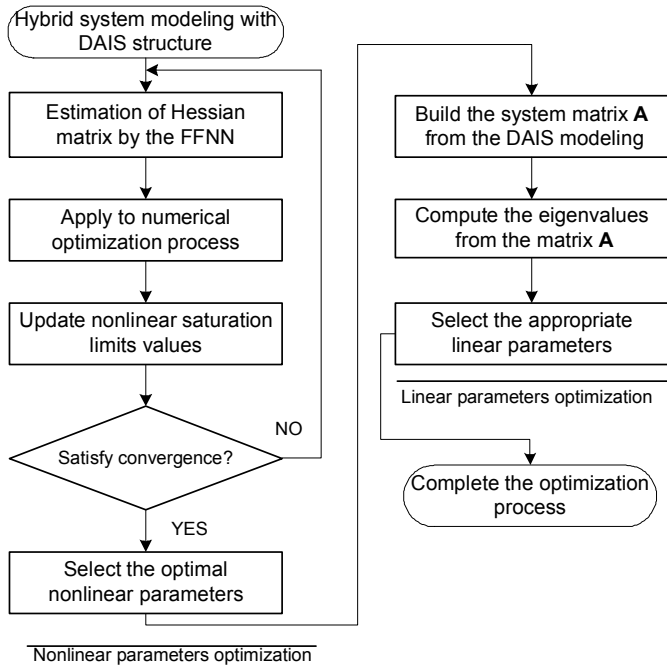 Hybrid system modeling with
DAIS structure
Estimation of Hessian
matrix by the FFNN
Apply to numerical
optimization process
Update nonlinear saturation
limits values
Satisfy convergence?
NO
YES
Select the optimal
nonlinear parameters
Nonlinear parameters optimization
Build the system matrix A
from the DAIS modeling
Compute the eigenvalues
from the matrix A
Select the appropriate
linear parameters
Linear parameters optimization
Complete the optimization
process